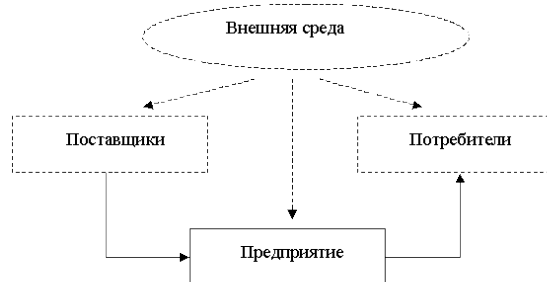 Внешняя среда
Поставщики
Потребители
Предприятие